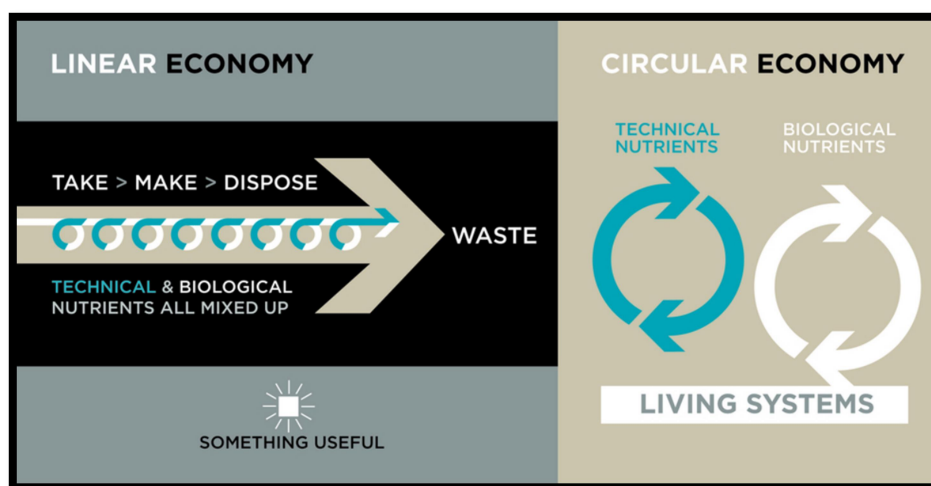 LINEAR ECONOMY
TAKE > MAKE > DISPOSE
WASTE
TECHNICAL & BIOLOGICAL
NUTRIENTS ALL MIXED UP
SOMETHING USEFUL
CIRCULAR ECONOMY
TECHNICAL
NUTRIENTS
BIOLOGICAL
NUTRIENTS
LIVING SYSTEMS